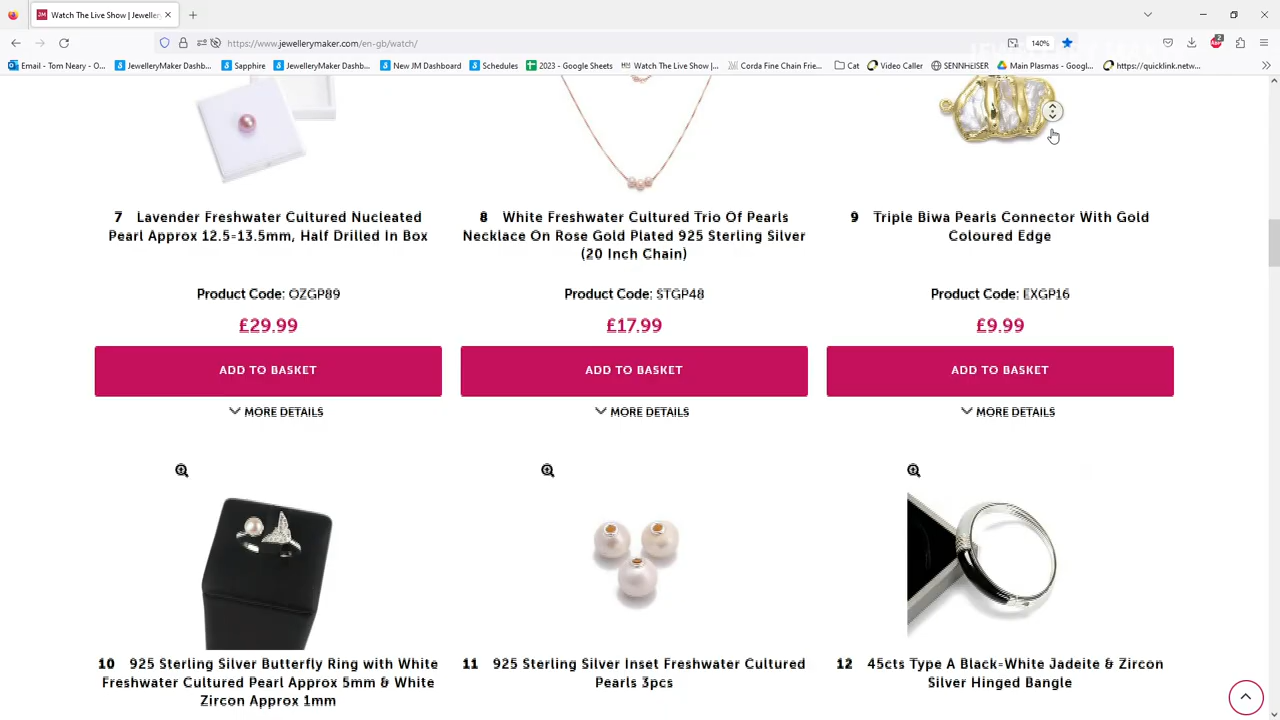 Watch The Live Show | Jeweller
https://www.jewellerymaker.com/en-gb/watch/
140%
2
Email - Tom Neary - O...
JewelleryMaker Dashb...
Sapphire
JewelleryMaker Dashb...
New JM Dashboard
Schedules
2023 - Google Sheets
Watch The Live Show |...
Corda Fine Chain Frie...
Cat
Video Caller
SENNHEISER
Main Plasmas - Googl...
https://quicklink.netw...
7 Lavender Freshwater Cultured Nucleated
Pearl Approx 12.5-13.5mm, Half Drilled In Box
Product Code: OZGP89
£29.99
ADD TO BASKET
MORE DETAILS
8 White Freshwater Cultured Trio Of Pearls
Necklace On Rose Gold Plated 925 Sterling Silver
(20 Inch Chain)
Product Code: STGP48
£17.99
ADD TO BASKET
MORE DETAILS
9 Triple Biwa Pearls Connector With Gold
Coloured Edge
Product Code: EXGP16
£9.99
ADD TO BASKET
MORE DETAILS
10 925 Sterling Silver Butterfly Ring with White
Freshwater Cultured Pearl Approx 5mm & White
Zircon Approx 1mm
11 925 Sterling Silver Inset Freshwater Cultured
Pearls 3pcs
12 45cts Type A Black-White Jadeite & Zircon
Silver Hinged Bangle